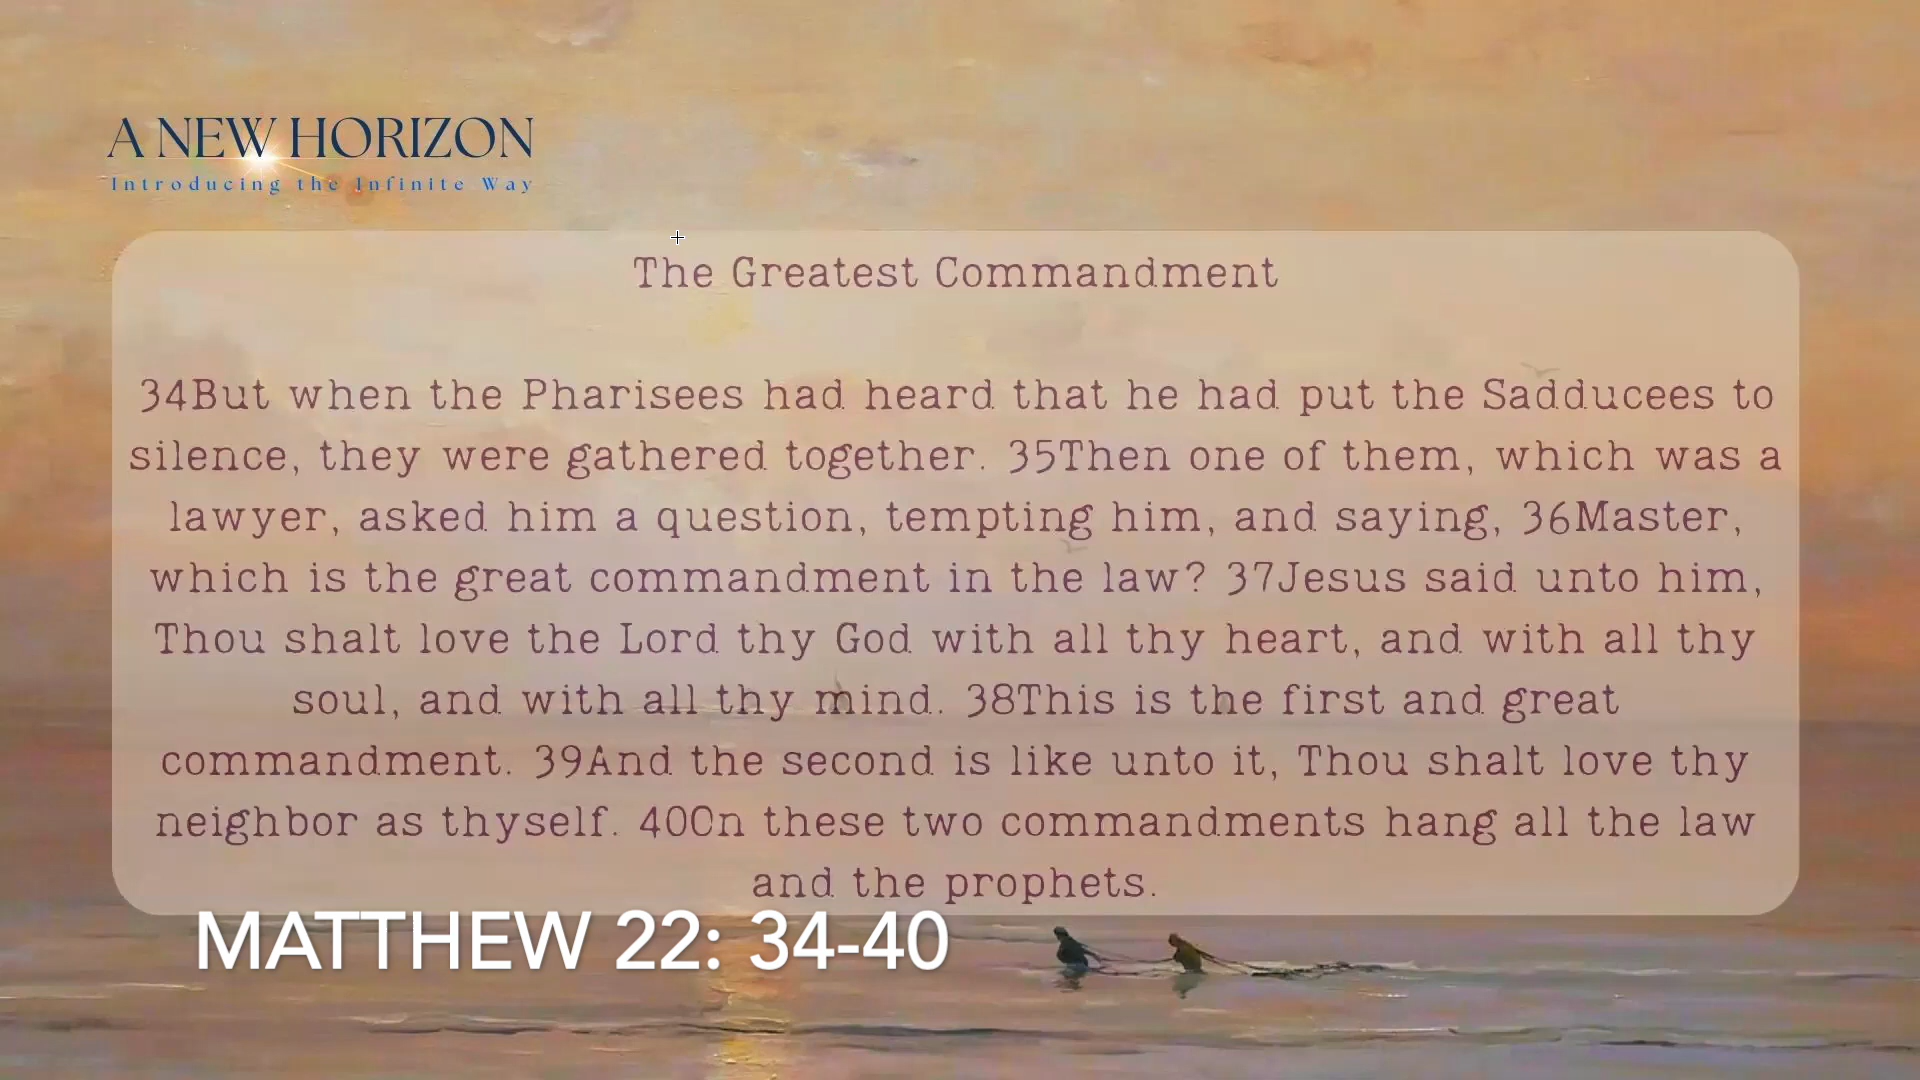 A NEW HORIZON
Introducing the Infinite Way
The Greatest Commandment
34But when the Pharisees had heard that he had put the Sadducees to
silence, they were gathered together. 35Then one of them, which was a
lawyer, asked him a question, tempting him, and saying, 36Master,
which is the great commandment in the law? 37Jesus said unto him,
Thou shalt love the Lord thy God with all thy heart, and with all thy
soul, and with all thy mind. 38This is the first and great
commandment. 39And the second is like unto it, Thou shalt love thy
neighbor as thyself. 40On these two commandments hang all the law
and the prophets.
MATTHEW 22: 34-40